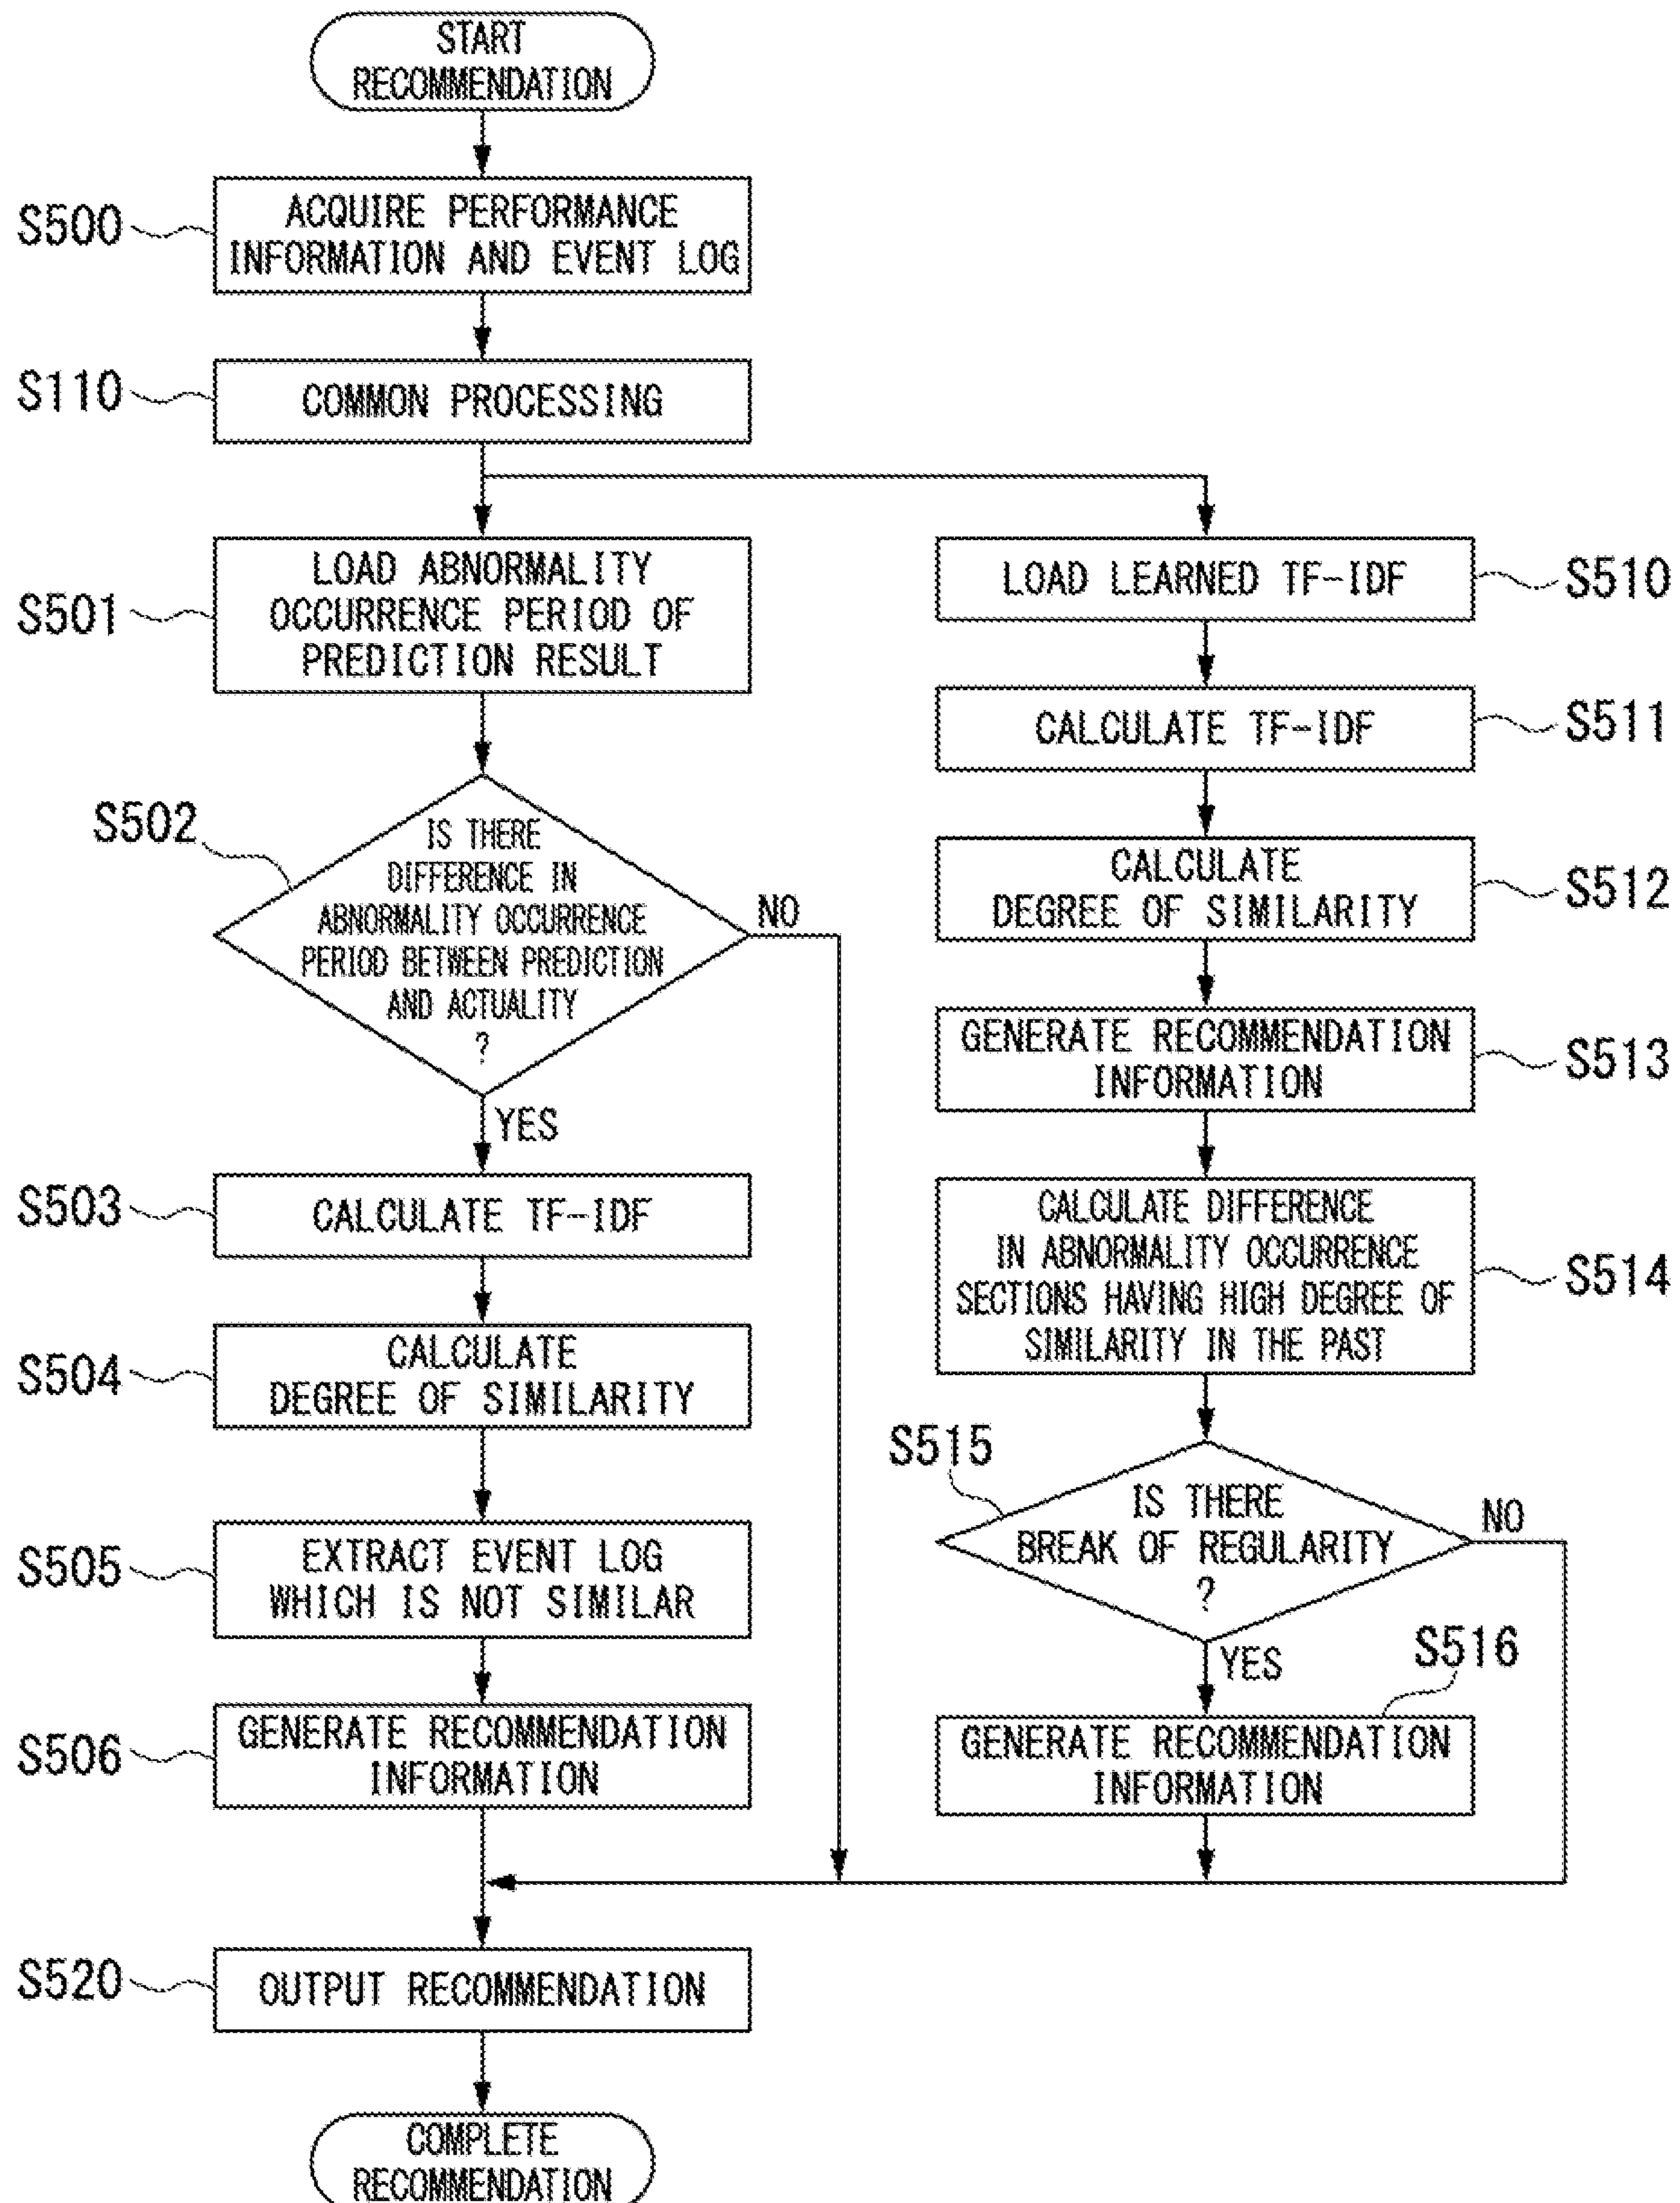 START
RECOMMENDATION
S500
ACQUIRE PERFORMANCE
INFORMATION AND EVENT LOG
S110
COMMON PROCESSING
S501
LOAD ABNORMALITY
OCCURRENCE PERIOD OF
PREDICTION RESULT
S502
IS THERE
DIFFERENCE IN
ABNORMALITY OCCURRENCE
PERIOD BETWEEN PREDICTION
AND ACTUALITY
?
NO
YES
S503
CALCULATE TF-IDF
S504
CALCULATE
DEGREE OF SIMILARITY
S505
EXTRACT EVENT LOG
WHICH IS NOT SIMILAR
S506
GENERATE RECOMMENDATION
INFORMATION
LOAD LEARNED TF-IDF
S510
CALCULATE TF-IDF
S511
CALCULATE
DEGREE OF SIMILARITY
S512
GENERATE RECOMMENDATION
INFORMATION
S513
CALCULATE DIFFERENCE
IN ABNORMALITY OCCURRENCE
SECTIONS HAVING HIGH DEGREE OF
SIMILARITY IN THE PAST
S514
S515
IS THERE
BREAK OF REGULARITY
?
NO
YES
S516
GENERATE RECOMMENDATION
INFORMATION
S520
OUTPUT RECOMMENDATION
COMPLETE
RECOMMENDATION